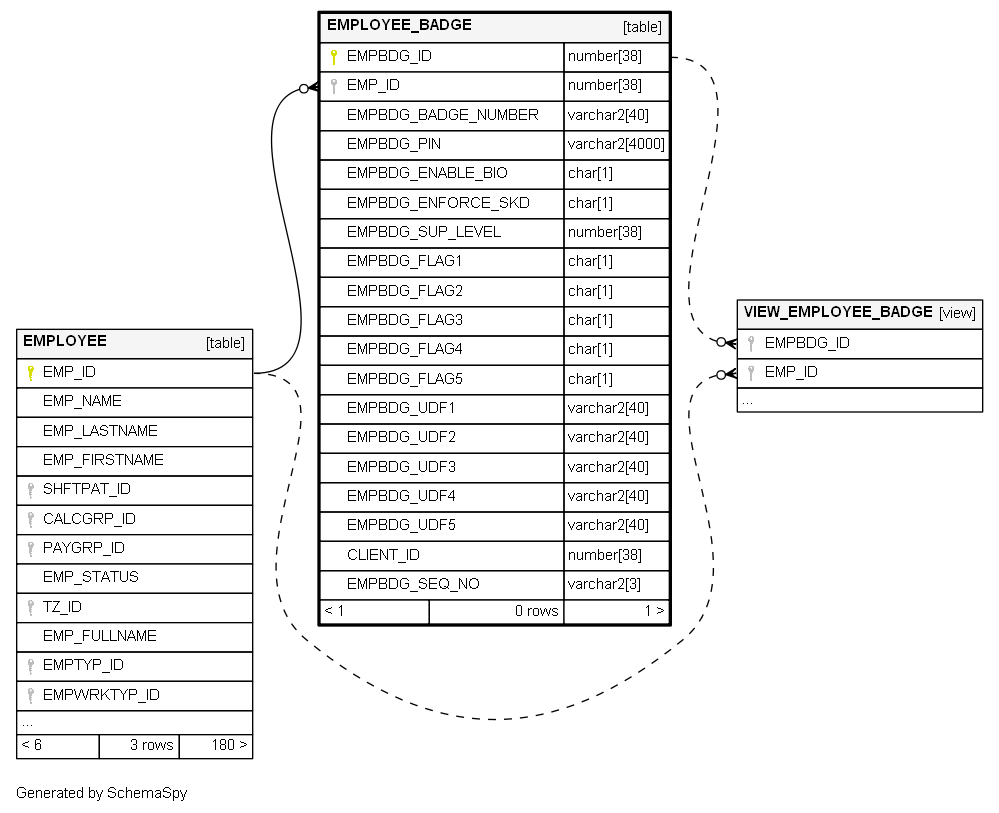 EMPLOYEE_BADGE [table]
EMPBDG_ID number[38]
EMP_ID number[38]
EMPBDG_BADGE_NUMBER varchar2[40]
EMPBDG_PIN varchar2[4000]
EMPBDG_ENABLE_BIO char[1]
EMPBDG_ENFORCE_SKD char[1]
EMPBDG_SUP_LEVEL number[38]
EMPBDG_FLAG1 char[1]
EMPBDG_FLAG2 char[1]
EMPBDG_FLAG3 char[1]
EMPBDG_FLAG4 char[1]
EMPBDG_FLAG5 char[1]
EMPBDG_UDF1 varchar2[40]
EMPBDG_UDF2 varchar2[40]
EMPBDG_UDF3 varchar2[40]
EMPBDG_UDF4 varchar2[40]
EMPBDG_UDF5 varchar2[40]
CLIENT_ID number[38]
EMPBDG_SEQ_NO varchar2[3]
< 1 0 rows 1 >
EMPLOYEE [table]
EMP_ID
EMP_NAME
EMP_LASTNAME
EMP_FIRSTNAME
SHFTPAT_ID
CALCGRP_ID
PAYGRP_ID
EMP_STATUS
TZ_ID
EMP_FULLNAME
EMPTYP_ID
EMPWRKTYP_ID
...
< 6 3 rows 180 >
VIEW_EMPLOYEE_BADGE [view]
EMPBDG_ID
EMP_ID
...
Generated by SchemaSpy